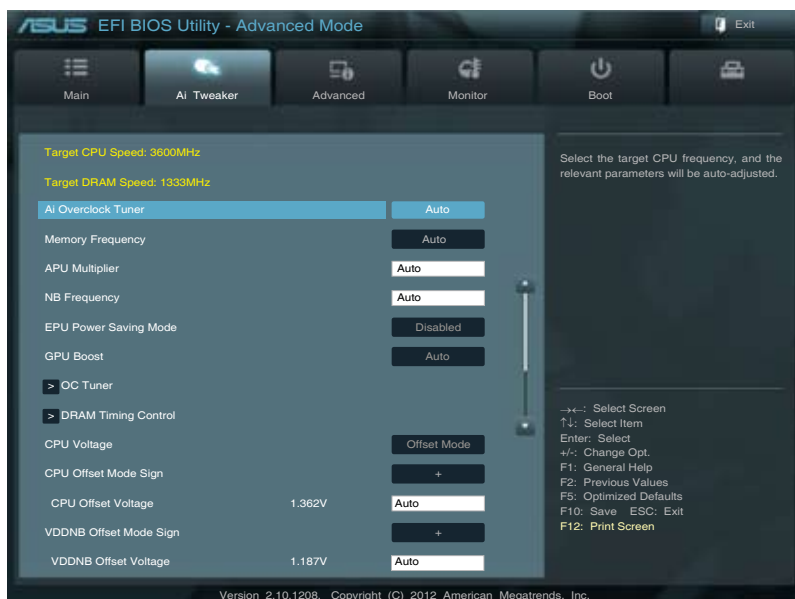 ASUS EFI BIOS Utility - Advanced Mode
Exit
Main
Ai Tweaker
Advanced
Monitor
Boot
Target CPU Speed: 3600MHz
Target DRAM Speed: 1333MHz
Ai Overclock Tuner Auto
Memory Frequency Auto
APU Multiplier Auto
NB Frequency Auto
EPU Power Saving Mode Disabled
GPU Boost Auto
> OC Tuner
> DRAM Timing Control
CPU Voltage Offset Mode
CPU Offset Mode Sign +
CPU Offset Voltage 1.362V Auto
VDDNB Offset Mode Sign +
VDDNB Offset Voltage 1.187V Auto
Select the target CPU frequency, and the
relevant parameters will be auto-adjusted.
→←: Select Screen
↑↓: Select Item
Enter: Select
+/-: Change Opt.
F1: General Help
F2: Previous Values
F5: Optimized Defaults
F10: Save ESC: Exit
F12: Print Screen
Version 2.10.1208. Copyright (C) 2012 American Megatrends, Inc.